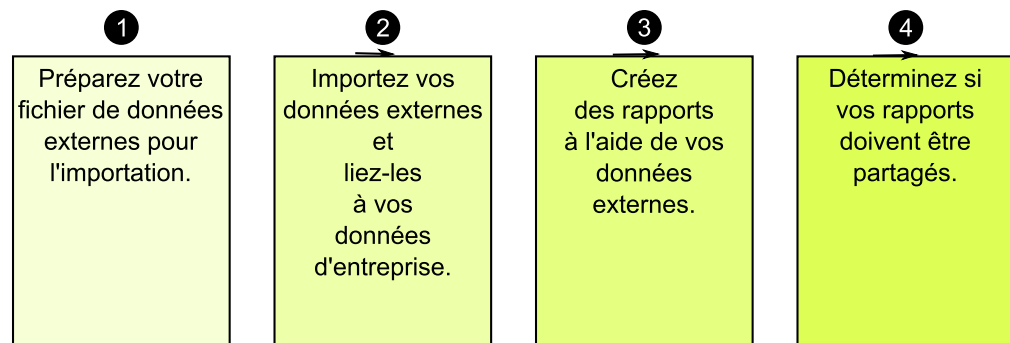 1
Préparez votre
fichier de données
externes pour
l'importation.
2
Importez vos
données externes
et
liez-les
à vos
données
d'entreprise.
3
Créez
des rapports
à l'aide de vos
données
externes.
4
Déterminez si
vos rapports
doivent être
partagés.